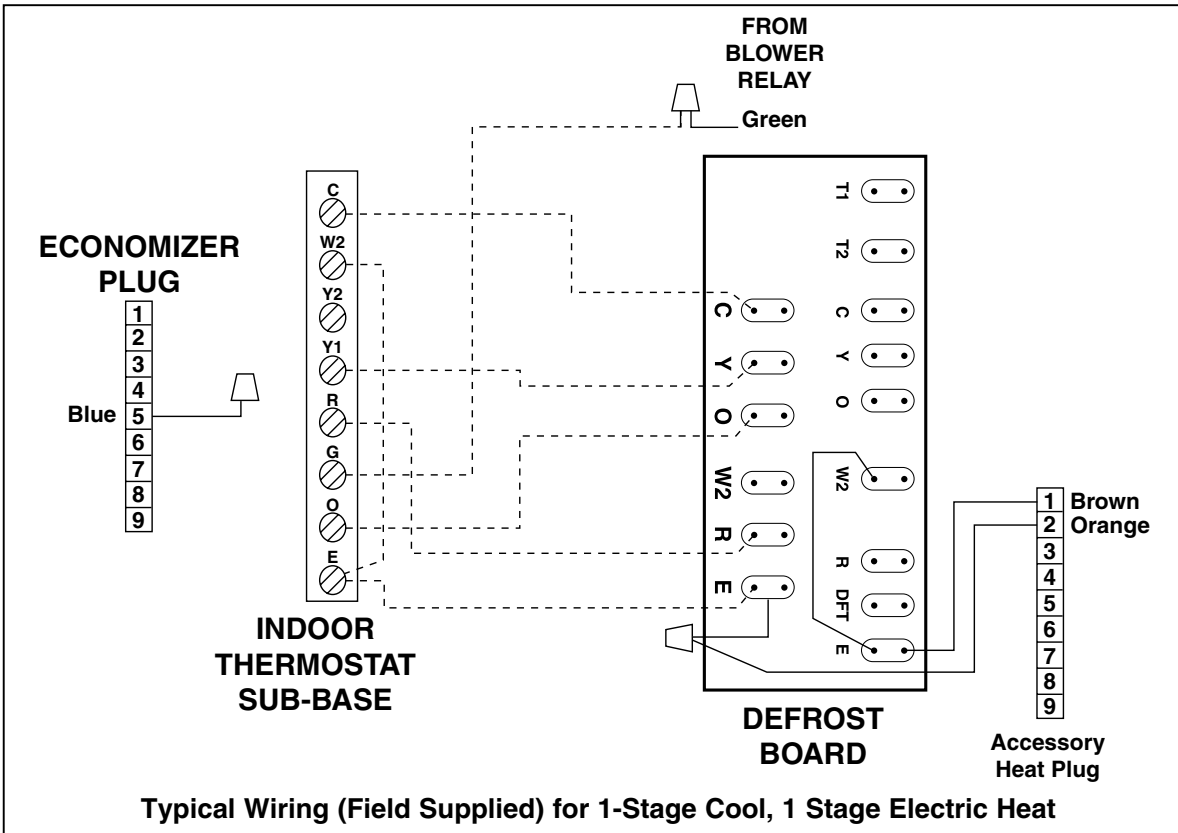 FROM
BLOWER
RELAY
Green
ECONOMIZER
PLUG
1
2
3
4
Blue 5
6
7
8
9
C
W2
Y2
Y1
R
G
O
E
INDOOR
THERMOSTAT
SUB-BASE
C
Y
O
W2
R
E
T1
T2
C
Y
O
W2
R
DFT
E
DEFROST
BOARD
1 Brown
2 Orange
3
4
5
6
7
8
9
Accessory
Heat Plug
Typical Wiring (Field Supplied) for 1-Stage Cool, 1 Stage Electric Heat